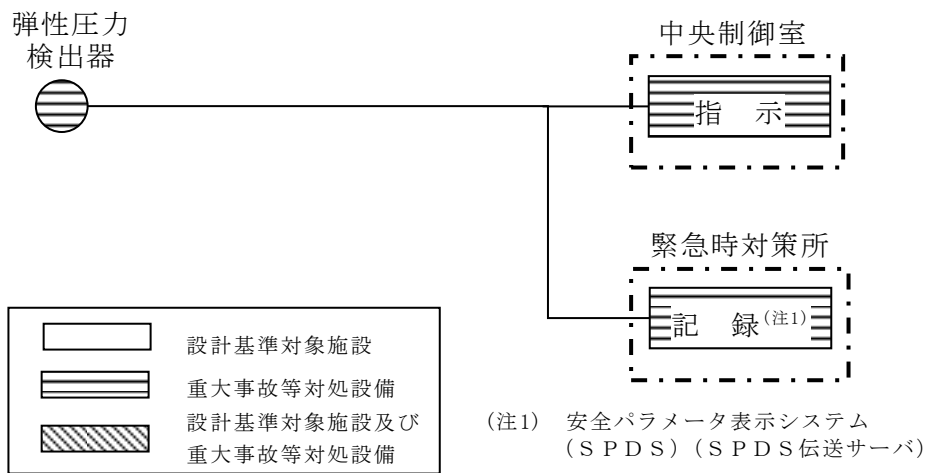 弾性圧力
検出器
中央制御室
指　示
緊急時対策所
記　録(注1)
設計基準対象施設
重大事故等対処設備
設計基準対象施設及び
重大事故等対処設備
(注1)　安全パラメータ表示システム
（ＳＰＤＳ）（ＳＰＤＳ伝送サーバ）